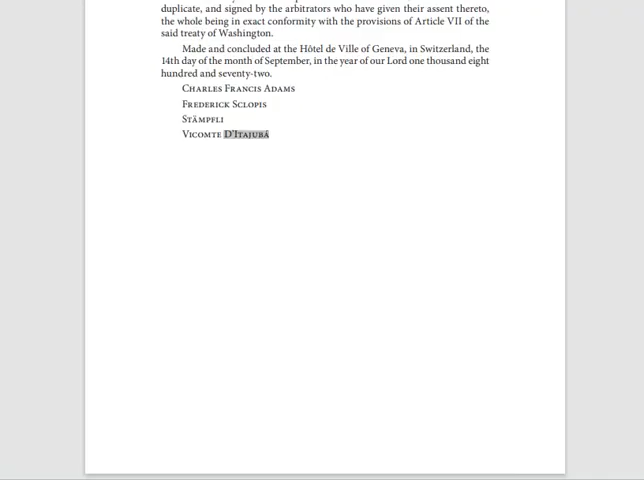 duplicate, and signed by the arbitrators who have given their assent thereto,
the whole being in exact conformity with the provisions of Article VII of the
said treaty of Washington.
Made and concluded at the Hôtel de Ville of Geneva, in Switzerland, the
14th day of the month of September, in the year of our Lord one thousand eight
hundred and seventy-two.
Charles Francis Adams
Frederick Sclopis
Stämpfli
Vicomte D'Itajubá